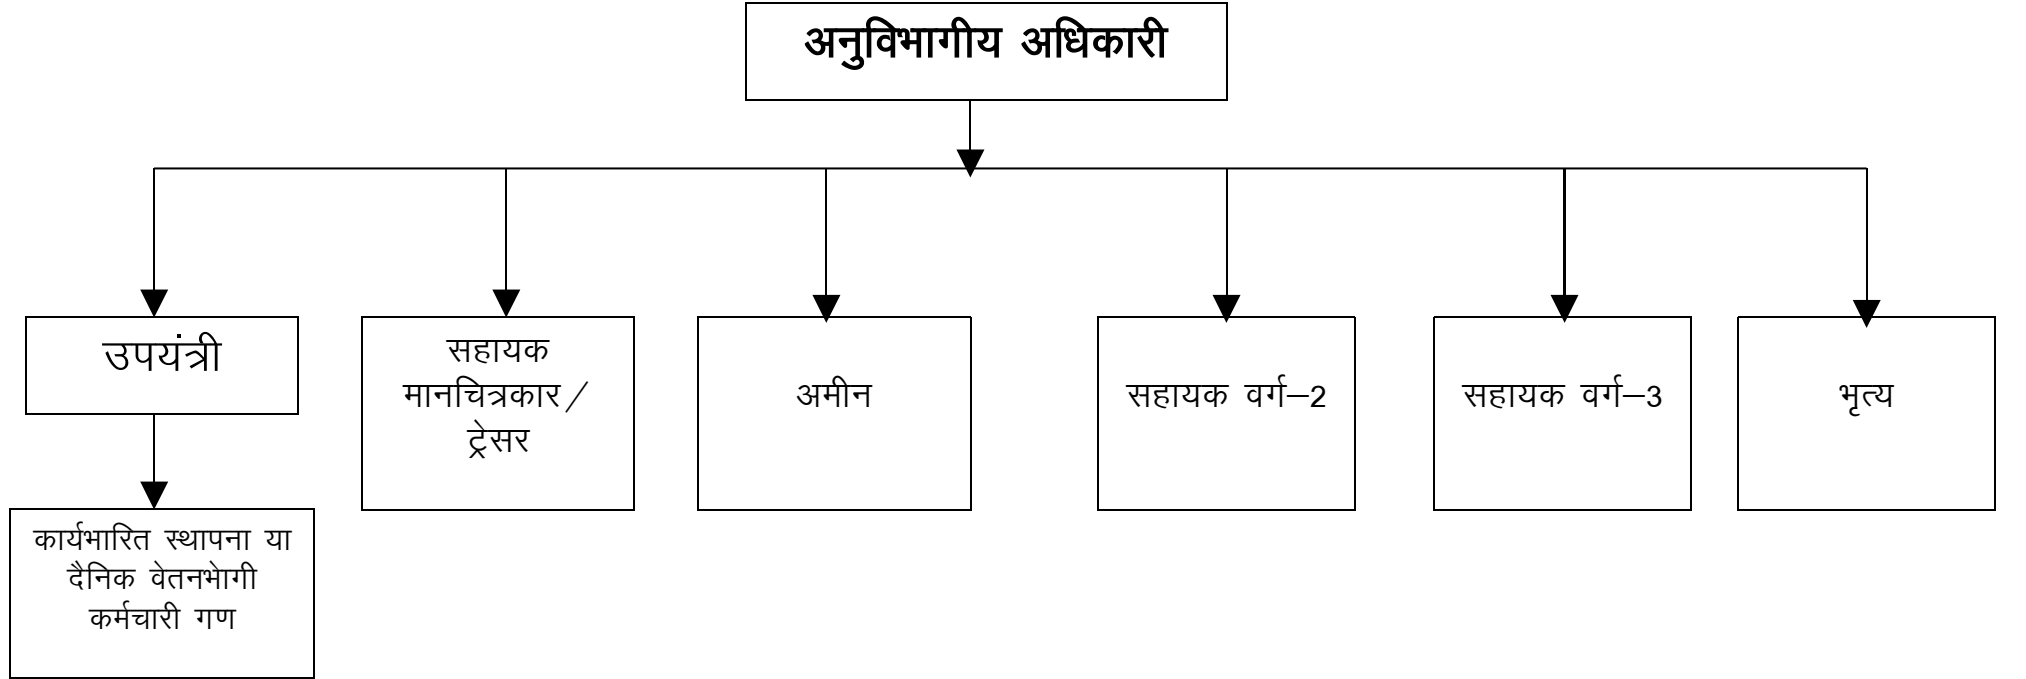 अनुविभागीय अधिकारी
उपयंत्री
सहायक
मानचित्रकार/
ट्रेसर
अमीन
सहायक वर्ग–2
सहायक वर्ग–3
भृत्य
कार्यभारित स्थापना या
दैनिक वेतनभेागी
कर्मचारी गण